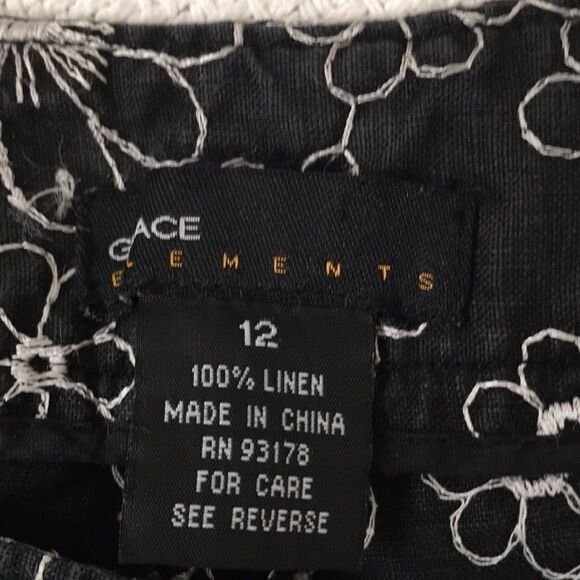 GRACE
ELEMENTS
12
100% LINEN
MADE IN CHINA
RN 93178
FOR CARE
SEE REVERSE